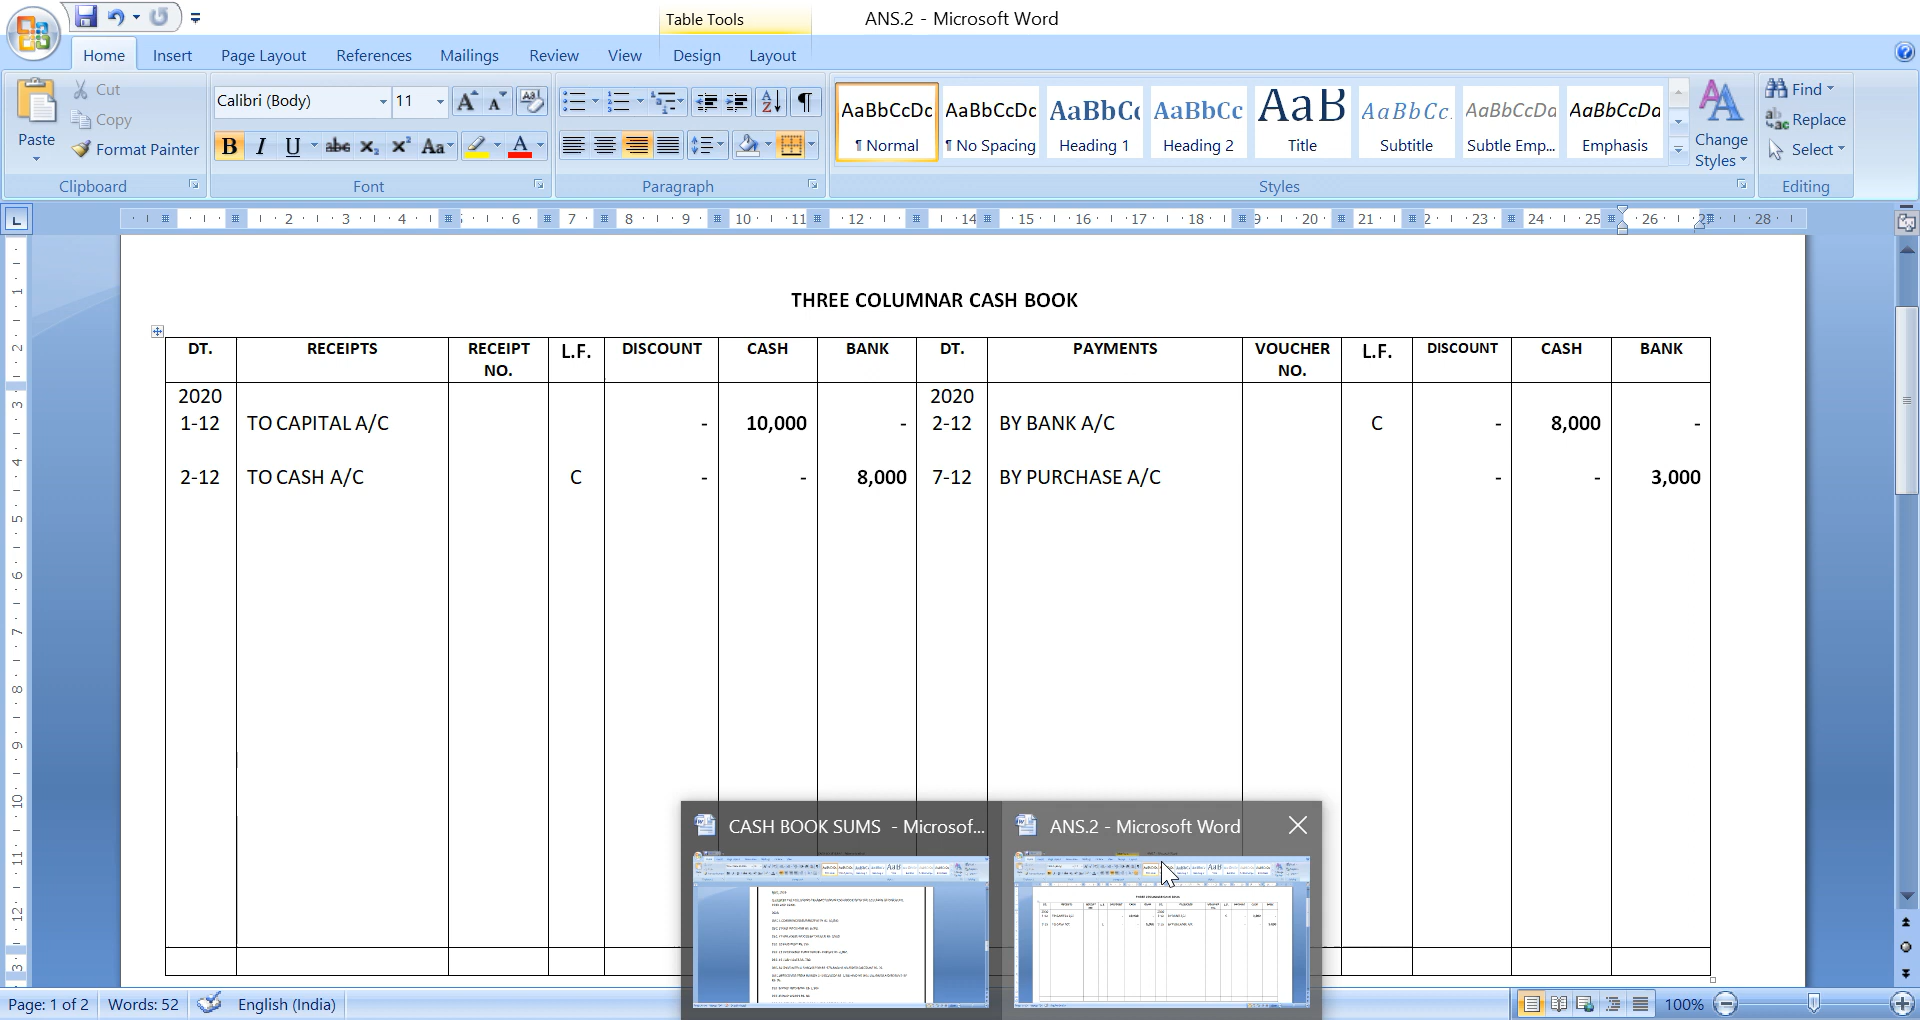 ANS.2 - Microsoft Word
Table Tools
Home Insert Page Layout References Mailings Review View Design Layout
Paste
Cut
Copy
Format Painter
Clipboard
Calibri (Body) 11
Font
Paragraph
AaBbCcDc AaBbCcDc AaBbCc AaBbCc AaB AaBbCc. AaBbCcDd AaBbCcDd
¶ Normal ¶ No Spacing Heading 1 Heading 2 Title Subtitle Subtle Emp... Emphasis
Styles
Change Styles
Find
Replace
Select
Editing
THREE COLUMNAR CASH BOOK
DT. RECEIPTS RECEIPT NO. L.F. DISCOUNT CASH BANK DT. PAYMENTS VOUCHER NO. L.F. DISCOUNT CASH BANK
2020 2020
1-12 TO CAPITAL A/C - 10,000 - 2-12 BY BANK A/C C - 8,000 -
2-12 TO CASH A/C C - - 8,000 7-12 BY PURCHASE A/C - - 3,000
CASH BOOK SUMS - Microsof...
ANS.2 - Microsoft Word
Page: 1 of 2 Words: 52 English (India) 100%